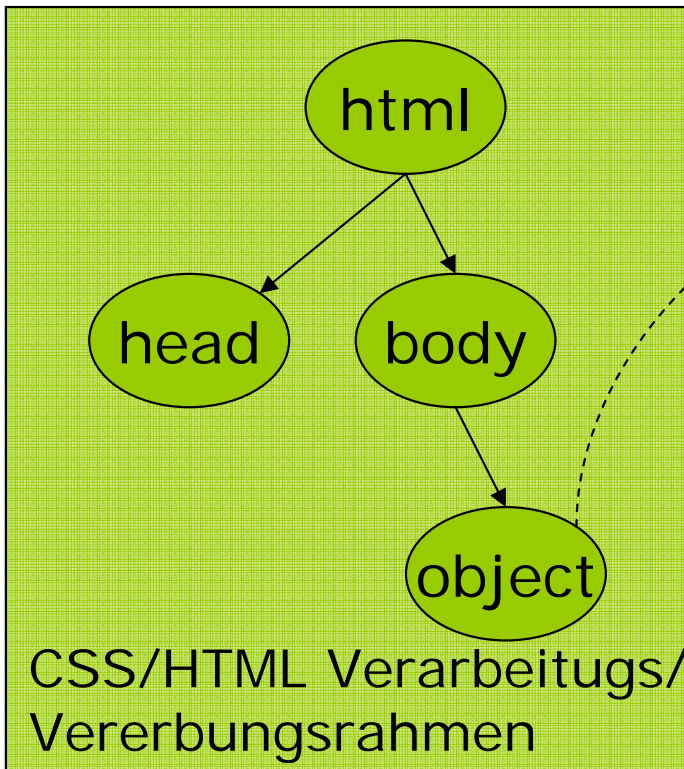 html
head body
object
CSS/HTML Verarbeitugs/
Vererbungsrahmen